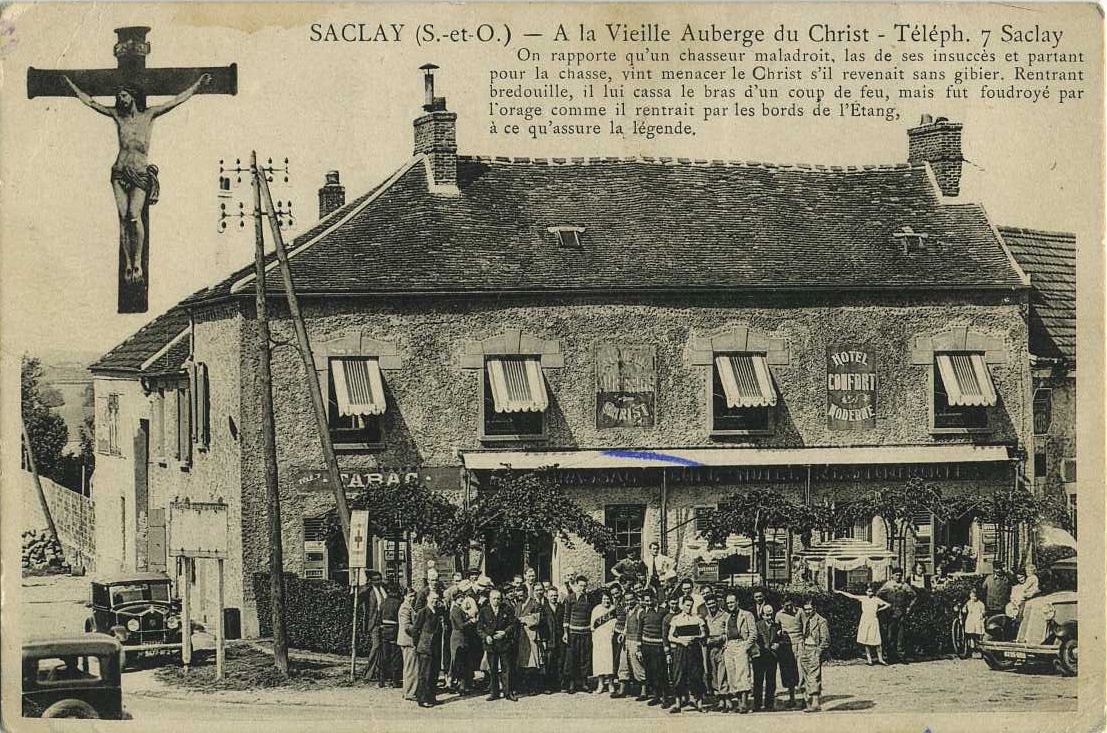 SACLAY (S.-et-O.) — A la Vieille Auberge du Christ - Téléph. 7 Saclay
On rapporte qu'un chasseur maladroit, las de ses insuccès et partant
pour la chasse, vint menacer le Christ s'il revenait sans gibier. Rentrant
bredouille, il lui cassa le bras d'un coup de feu, mais fut foudroyé par
l'orage comme il rentrait par les bords de l'Etang,
à ce qu'assure la légende.
HOTEL
CONFORT
MODERNE
CHRIST
TABAC